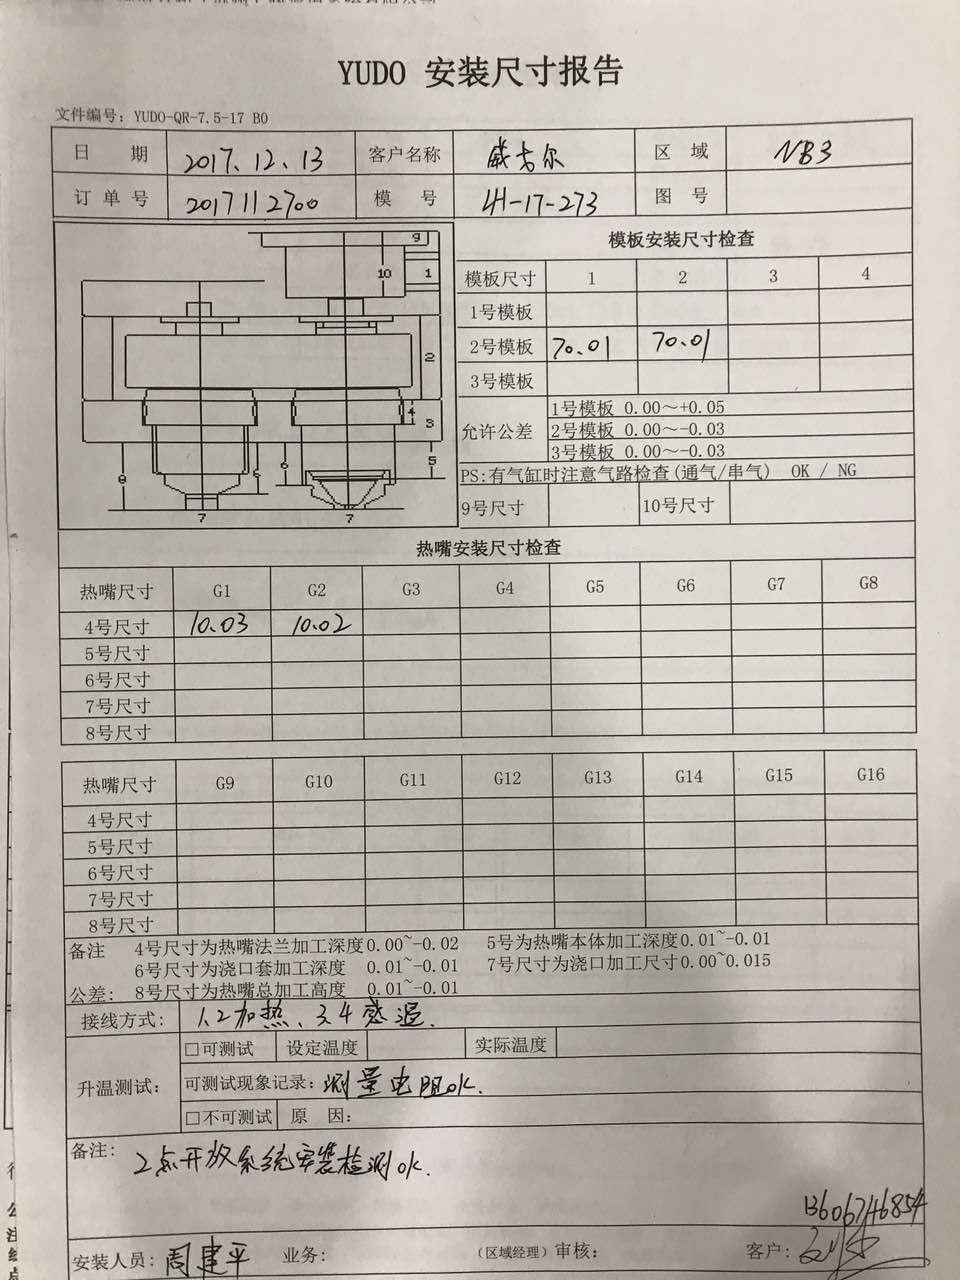 YUDO 安装尺寸报告
文件编号: YUDO-QR-7.5-17 B0
日 期 2017.12.13 客户名称 威吉尔 区 域 NB3
订单号 2017112700 模 号 4H-17-273 图 号
9
10 1
2
4
3
8 6 6 5
7 7
模板安装尺寸检查
模板尺寸 1 2 3 4
1号模板
2号模板 70.01 70.01
3号模板
允许公差 1号模板 0.00～+0.05
2号模板 0.00～-0.03
3号模板 0.00～-0.03
PS:有气缸时注意气路检查(通气/串气) OK / NG
9号尺寸 10号尺寸
热嘴安装尺寸检查
热嘴尺寸 G1 G2 G3 G4 G5 G6 G7 G8
4号尺寸 10.03 10.02
5号尺寸
6号尺寸
7号尺寸
8号尺寸
热嘴尺寸 G9 G10 G11 G12 G13 G14 G15 G16
4号尺寸
5号尺寸
6号尺寸
7号尺寸
8号尺寸
备注 4号尺寸为热嘴法兰加工深度0.00~-0.02 5号为热嘴本体加工深度0.01~-0.01
6号尺寸为浇口套加工深度 0.01~-0.01 7号尺寸为浇口加工尺寸0.00~0.015
公差: 8号尺寸为热嘴总加工高度 0.01~-0.01
接线方式: 1.2加热、3.4感温.
升温测试: □可测试 设定温度 实际温度
可测试现象记录: 测量电阻ok.
□不可测试 原 因:
备注: 2点开放系统安装检测ok.
13606746854
安装人员: 周建平 业务: (区域经理)审核: 客户: